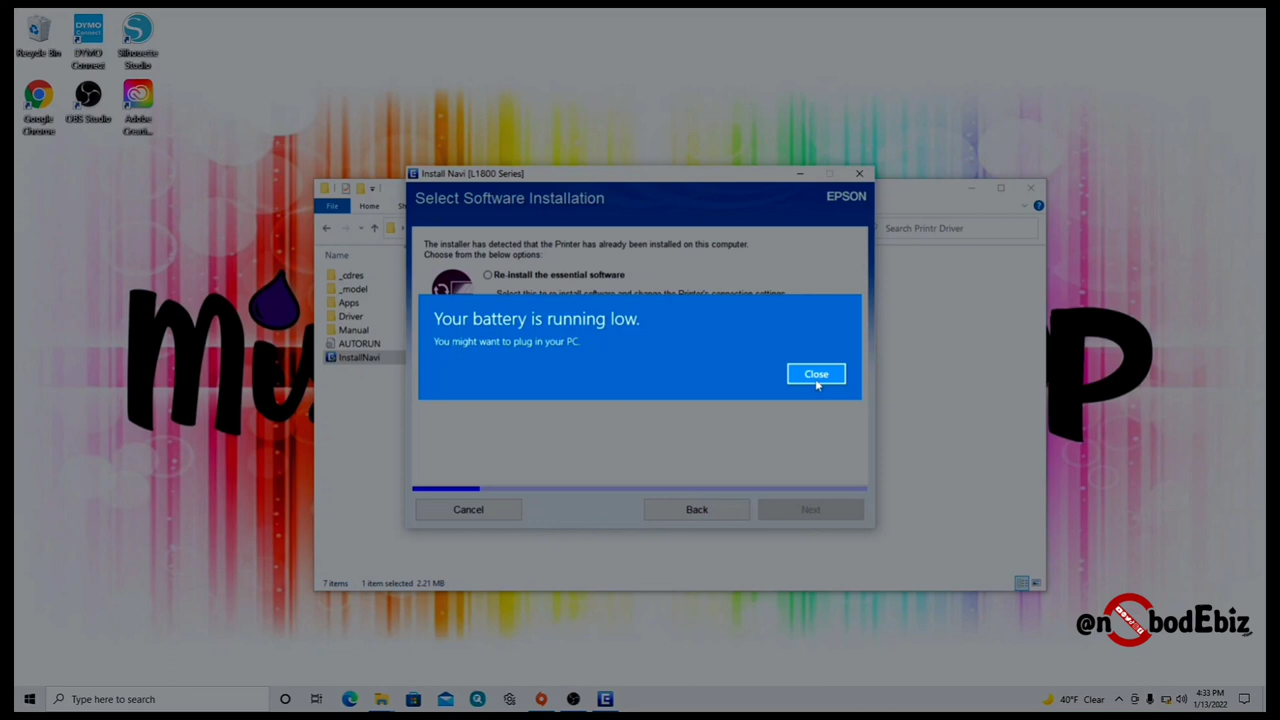 Recycle Bin
DYMO Connect
Silhouette Studio
Google Chrome
OBS Studio
Adobe Creati...
Install Navi [L1800 Series]
Select Software Installation
EPSON
The installer has detected that the Printer has already been installed on this computer.
Choose from the below options:
Re-install the essential software
Select this to re-install software and change the Printer's connection settings.
Your battery is running low.
You might want to plug in your PC.
Close
Cancel
Back
Next
File
Home
Search Printr Driver
Name
_cdres
_model
Apps
Driver
Manual
AUTORUN
InstallNavi
7 items
1 item selected 2.21 MB
P
@n bodEbiz
Type here to search
40°F Clear
4:33 PM
1/13/2022